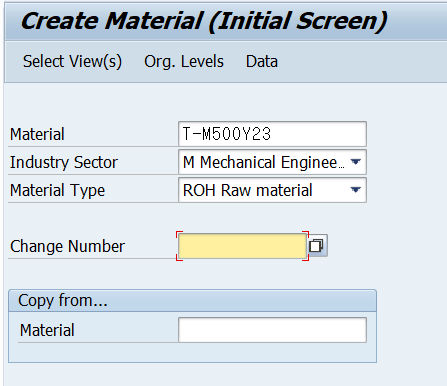 Create Material (Initial Screen)
Select View(s) Org. Levels Data
Material T-M500Y23
Industry Sector M Mechanical Enginee...
Material Type ROH Raw material
Change Number
Copy from...
Material